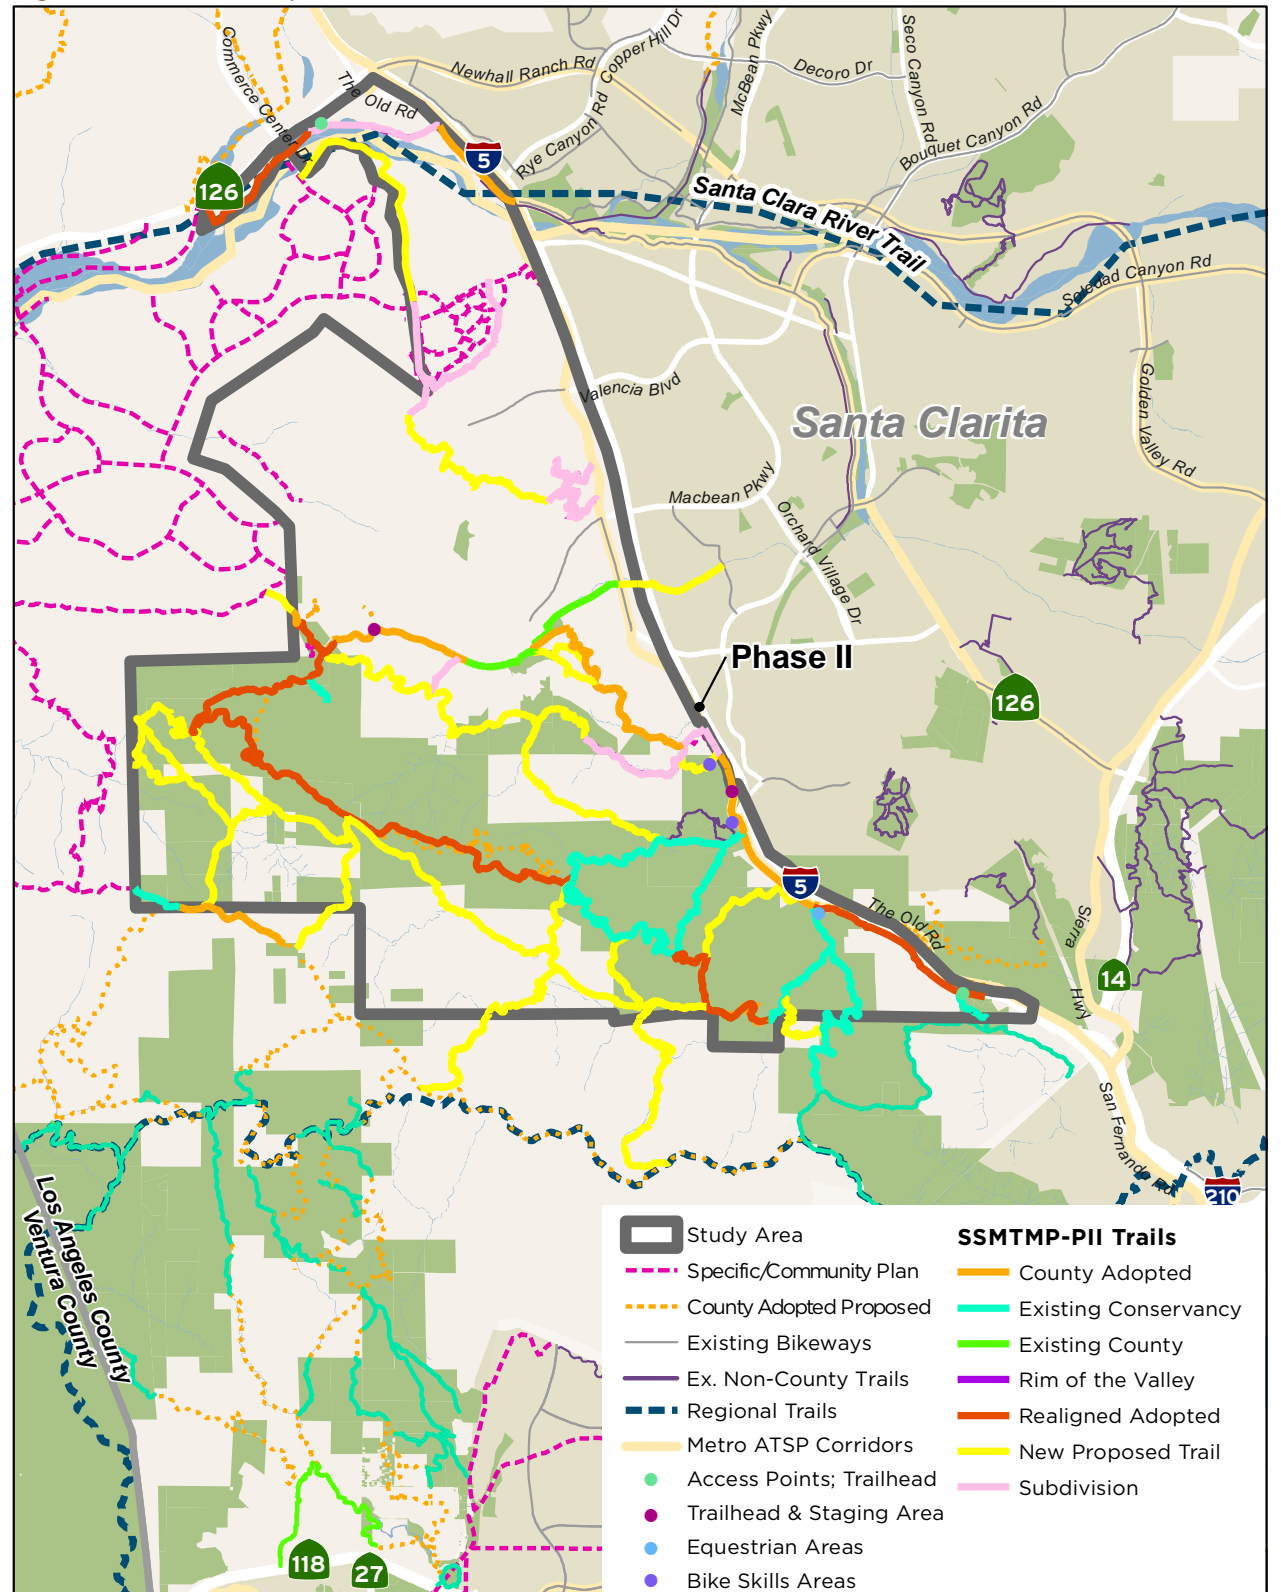 Commerce Center Dr
The Old Rd
Newhall Ranch Rd
Copper Hill Dr
McBean Pkwy
Decoro Dr
Seco Canyon Rd
Bouquet Canyon Rd
Rye Canyon Rd
5
126
Santa Clara River Trail
Soledad Canyon Rd
Valencia Blvd
Santa Clarita
Golden Valley Rd
Macbean Pkwy
Orchard Village Dr
Phase II
126
5
The Old Rd
Sierra Hwy
14
San Fernando Rd
210
Los Angeles County
Ventura County
118
27
Study Area
Specific/Community Plan
County Adopted Proposed
Existing Bikeways
Ex. Non-County Trails
Regional Trails
Metro ATSP Corridors
Access Points; Trailhead
Trailhead & Staging Area
Equestrian Areas
Bike Skills Areas
SSMTMP-PII Trails
County Adopted
Existing Conservancy
Existing County
Rim of the Valley
Realigned Adopted
New Proposed Trail
Subdivision